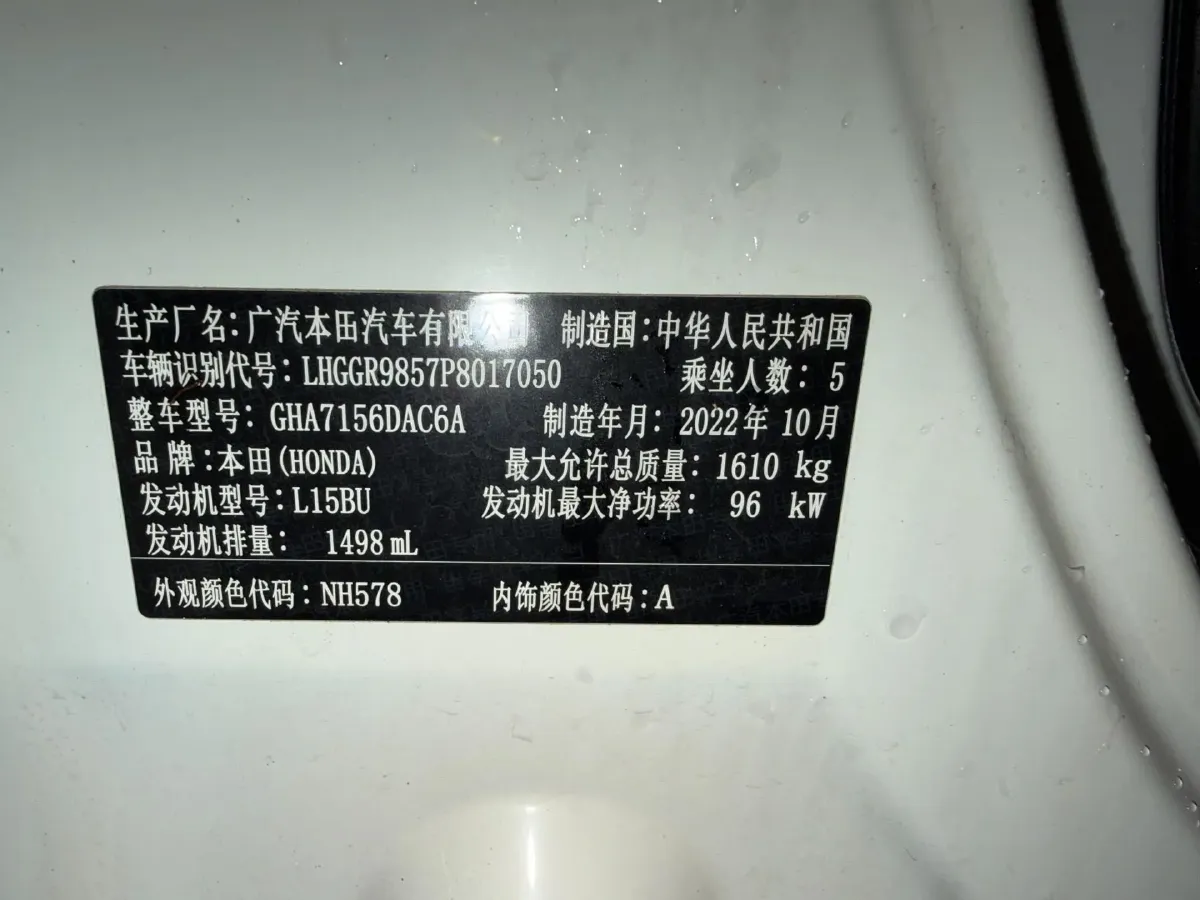 生产厂名：广汽本田汽车有限公司 制造国：中华人民共和国
车辆识别代号：LHGGR9857P8017050 乘坐人数：5
整车型号：GHA7156DAC6A 制造年月：2022年10月
品牌：本田(HONDA) 最大允许总质量：1610 kg
发动机型号：L15BU 发动机最大净功率：96 kW
发动机排量：1498 mL
外观颜色代码：NH578 内饰颜色代码：A